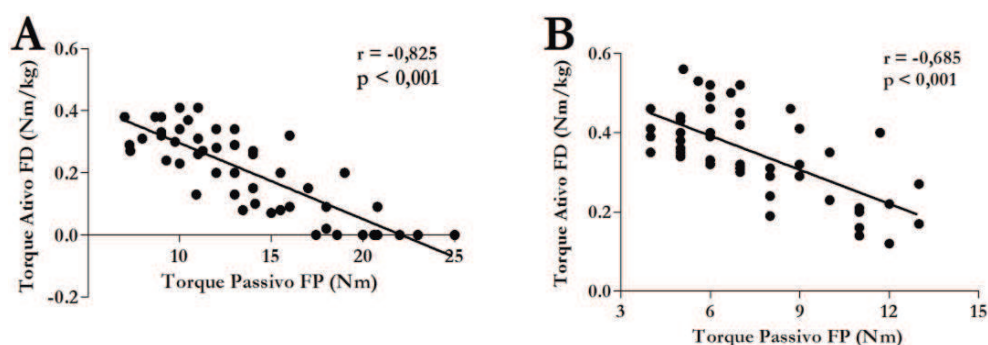 A
r = -0,825
p < 0,001
Torque Ativo FD (Nm/kg)
0.6
0.4
0.2
0.0
-0.2
10
15
20
25
Torque Passivo FP (Nm)
B
r = -0,685
p < 0,001
Torque Ativo FD (Nm/kg)
0.6
0.4
0.2
0.0
3
6
9
12
15
Torque Passivo FP (Nm)